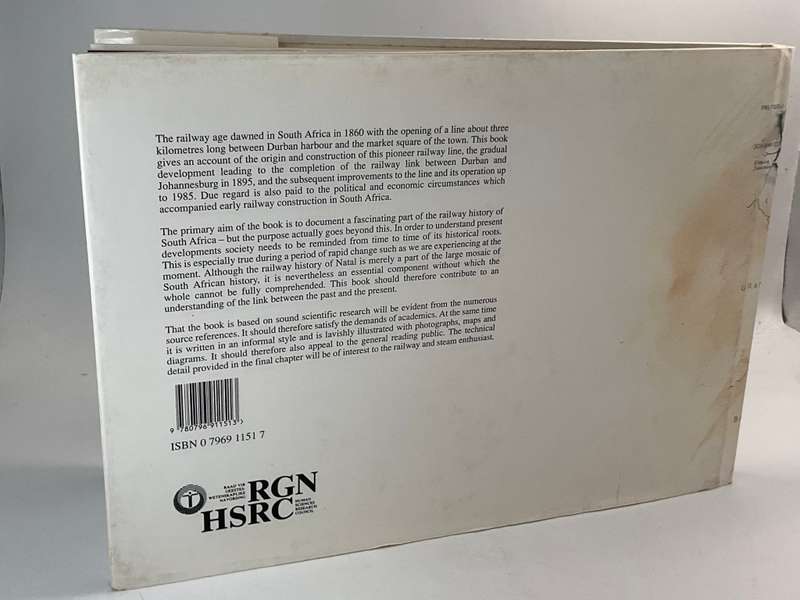 The railway age dawned in South Africa in 1860 with the opening of a line about three
kilometres long between Durban harbour and the market square of the town. This book
gives an account of the origin and construction of this pioneer railway line, the gradual
development leading to the completion of the railway link between Durban and
Johannesburg in 1895, and the subsequent improvements to the line and its operation up
to 1985. Due regard is also paid to the political and economic circumstances which
accompanied early railway construction in South Africa.
The primary aim of the book is to document a fascinating part of the railway history of
South Africa – but the purpose actually goes beyond this. In order to understand present
developments society needs to be reminded from time to time of its historical roots.
This is especially true during a period of rapid change such as we are experiencing at the
moment. Although the railway history of Natal is merely a part of the large mosaic of
South African history, it is nevertheless an essential component without which the
whole cannot be fully comprehended. This book should therefore contribute to an
understanding of the link between the past and the present.
That the book is based on sound scientific research will be evident from the numerous
source references. It should therefore satisfy the demands of academics. At the same time
it is written in an informal style and is lavishly illustrated with photographs, maps and
diagrams. It should therefore also appeal to the general reading public. The technical
detail provided in the final chapter will be of interest to the railway and steam enthusiast.
9 780796 911513
ISBN 0 7969 1151 7
RAAD VIR
GEESTES-
WETENSKAPLIKE
NAVORSING
RGN
HSRC
HUMAN
SCIENCES
RESEARCH
COUNCIL